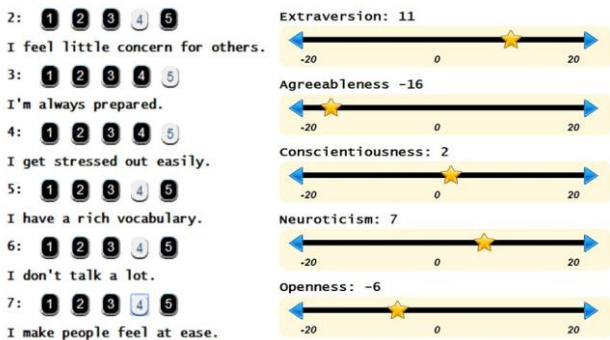 2: 1 2 3 4 5
I feel little concern for others.
3: 1 2 3 4 5
I'm always prepared.
4: 1 2 3 4 5
I get stressed out easily.
5: 1 2 3 4 5
I have a rich vocabulary.
6: 1 2 3 4 5
I don't talk a lot.
7: 1 2 3 4 5
I make people feel at ease.
Extraversion: 11
-20 0 20
Agreeableness -16
-20 0 20
Conscientiousness: 2
-20 0 20
Neuroticism: 7
-20 0 20
Openness: -6
-20 0 20